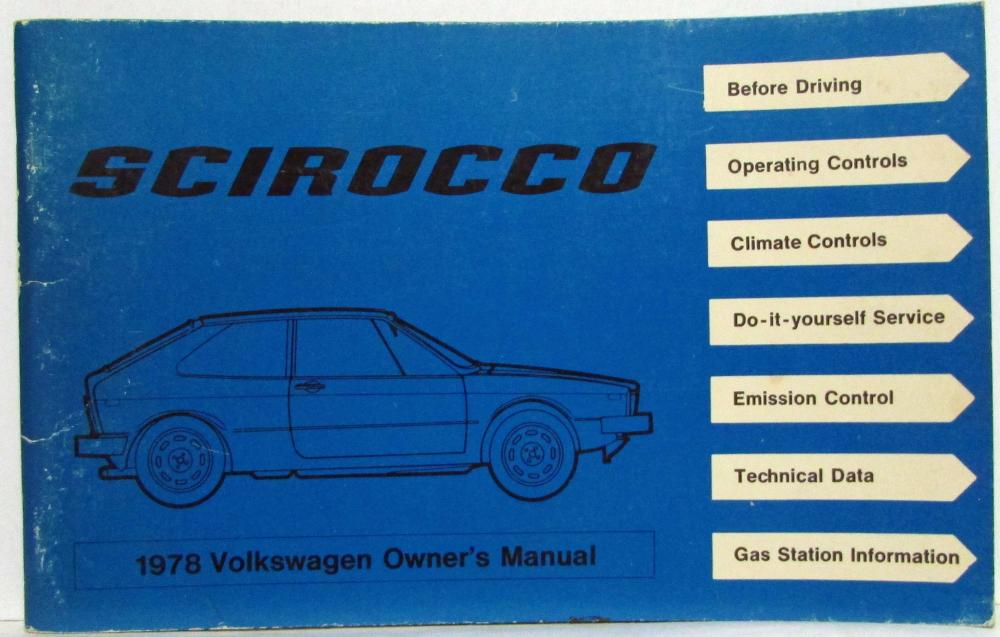 SCIROCCO
1978 Volkswagen Owner's Manual
Before Driving
Operating Controls
Climate Controls
Do-it-yourself Service
Emission Control
Technical Data
Gas Station Information